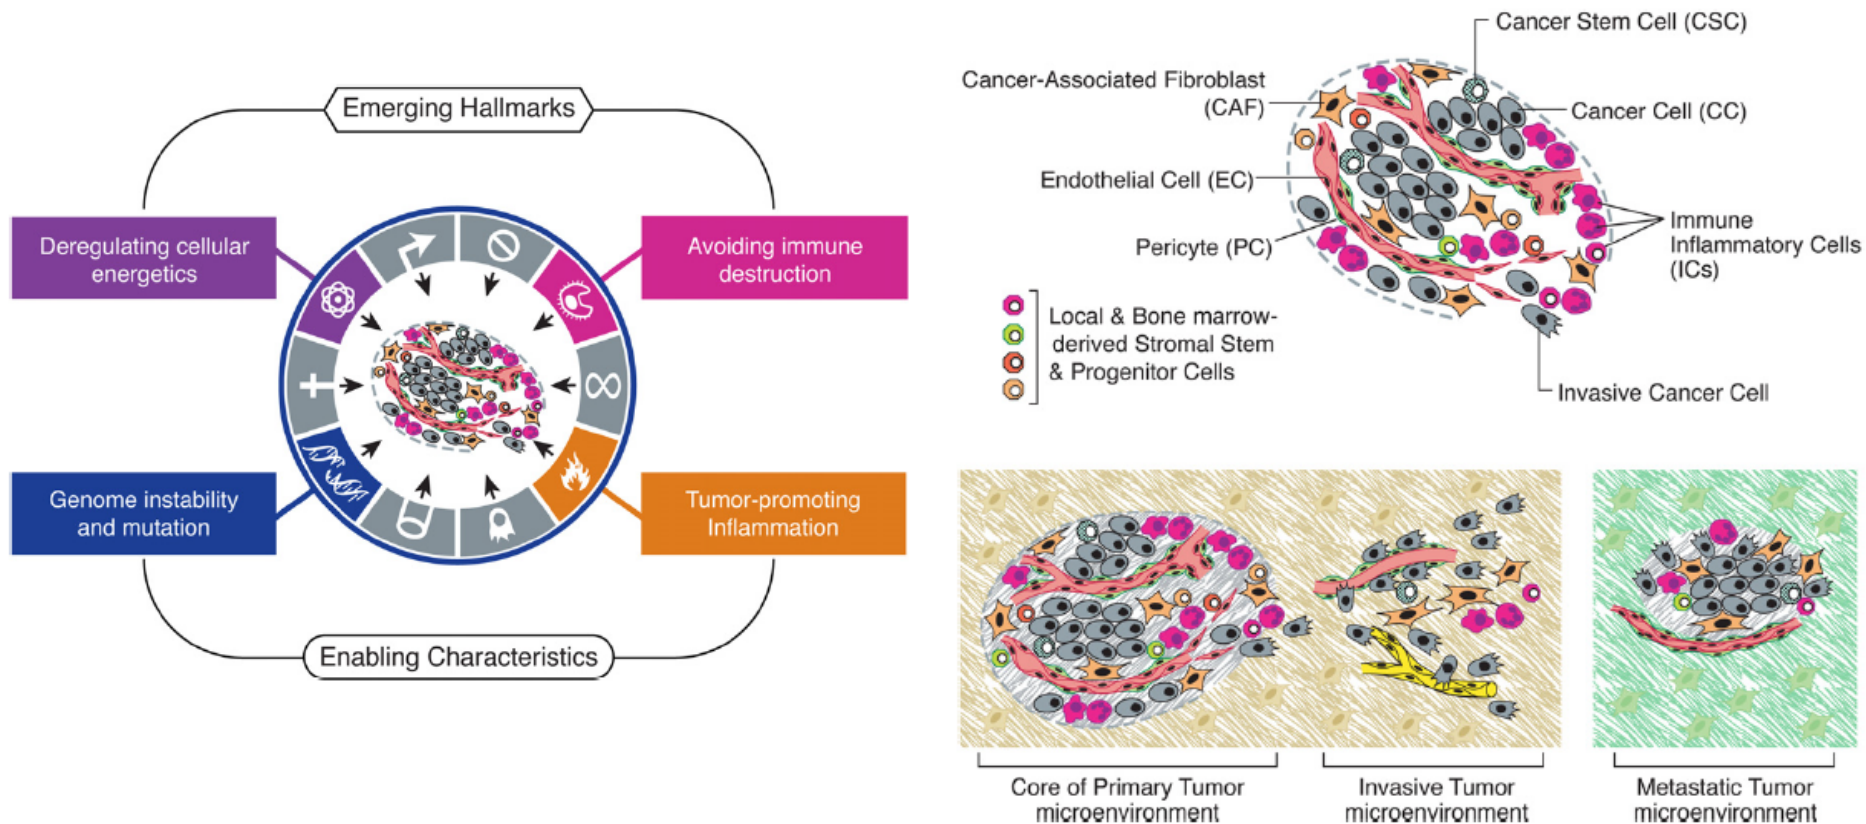 Emerging Hallmarks
Deregulating cellular
energetics
Avoiding immune
destruction
Genome instability
and mutation
Tumor-promoting
Inflammation
Enabling Characteristics
Cancer Stem Cell (CSC)
Cancer-Associated Fibroblast
(CAF)
Cancer Cell (CC)
Endothelial Cell (EC)
Pericyte (PC)
Immune
Inflammatory Cells
(ICs)
Local & Bone marrow-
derived Stromal Stem
& Progenitor Cells
Invasive Cancer Cell
Core of Primary Tumor
microenvironment
Invasive Tumor
microenvironment
Metastatic Tumor
microenvironment